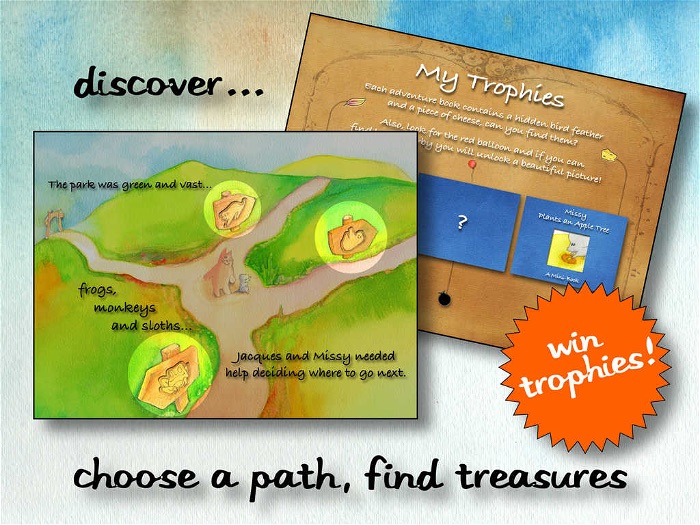 discover...
My Trophies
Each adventure book contains a hidden bird feather
and a piece of cheese, can you find them?
Also, look for the red balloon and if you can
by you will unlock a beautiful picture!
?
Missy
Plants an Apple Tree
A Mini-Book
The park was green and vast...
frogs,
monkeys
and sloths...
Jacques and Missy needed
help deciding where to go next.
win
trophies!
choose a path, find treasures